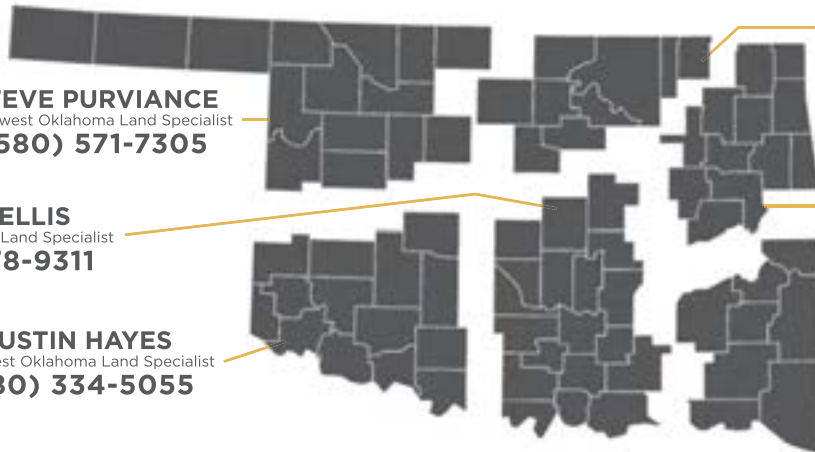 TEVE PURVIANCE
west Oklahoma Land Specialist
580) 571-7305
ELLIS
Land Specialist
78-9311
USTIN HAYES
est Oklahoma Land Specialist
80) 334-5055